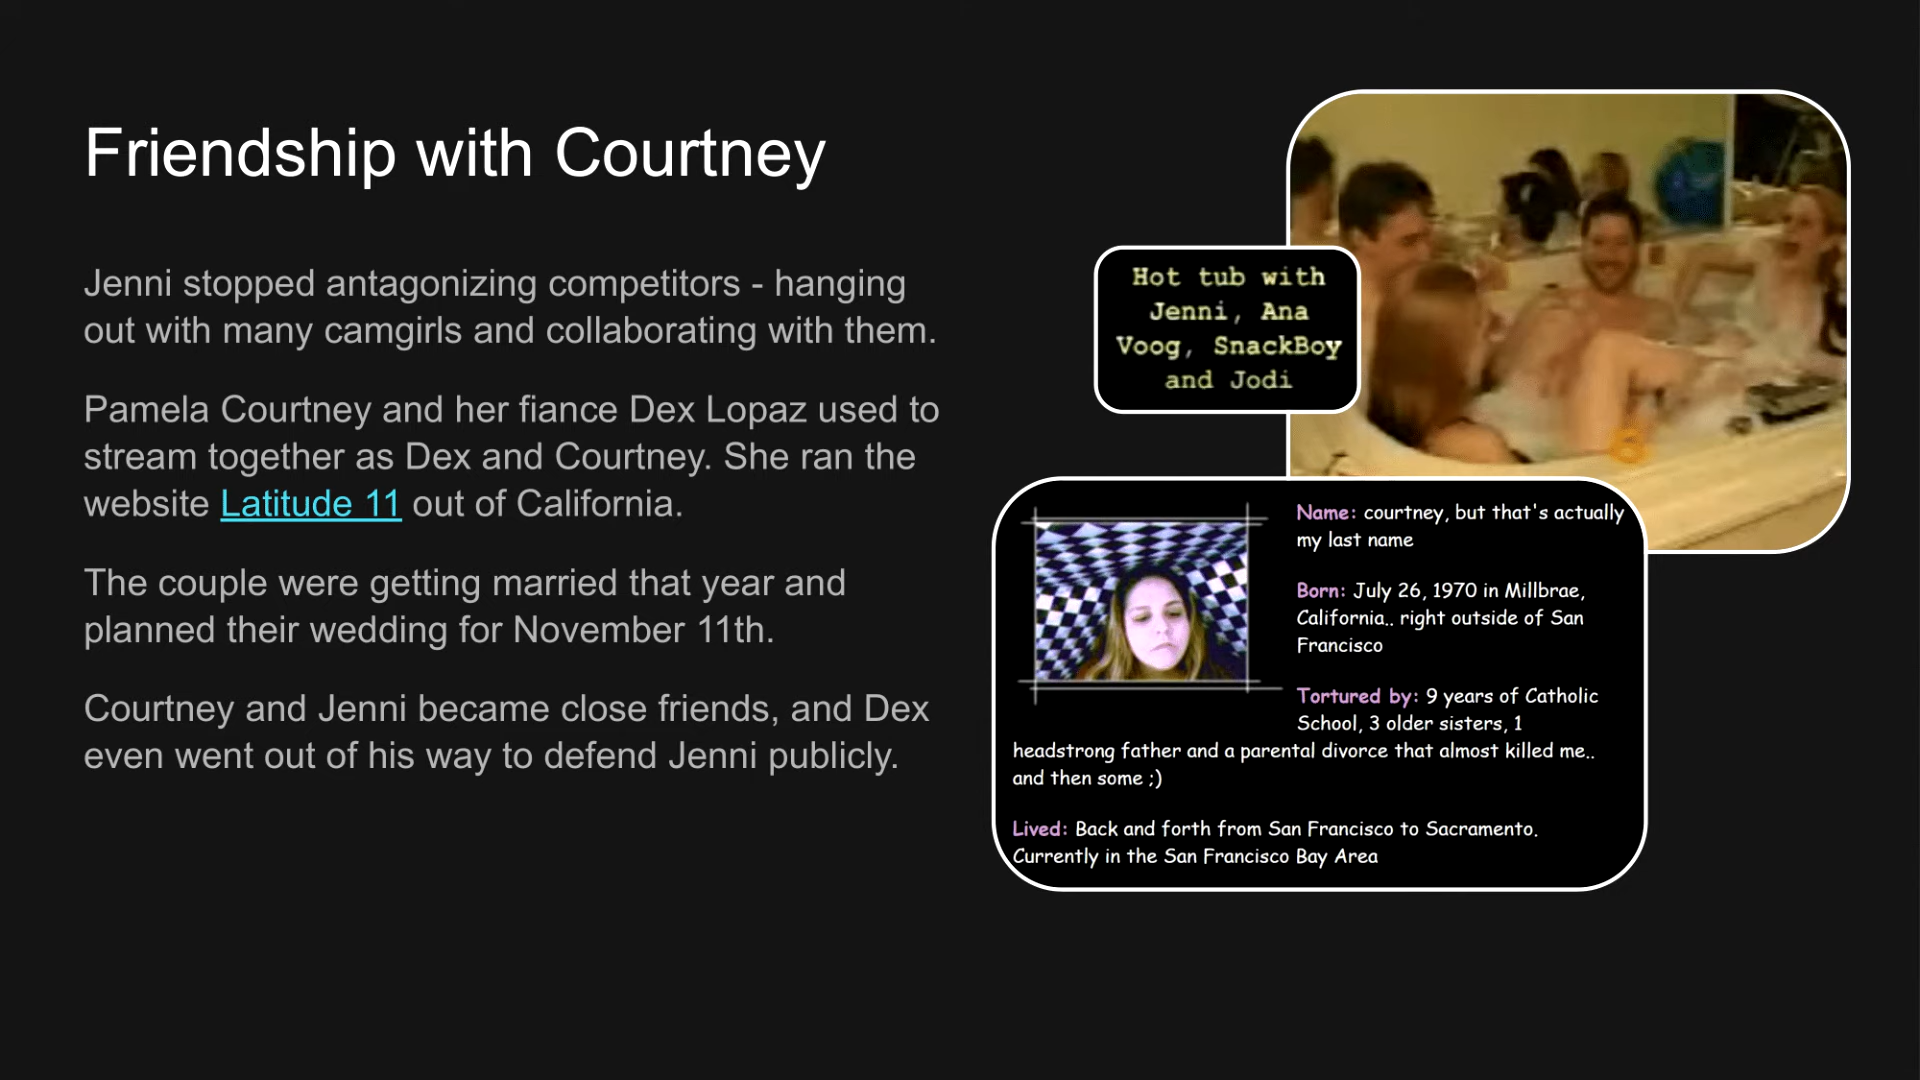 Friendship with Courtney
Jenni stopped antagonizing competitors - hanging
out with many camgirls and collaborating with them.
Pamela Courtney and her fiance Dex Lopaz used to
stream together as Dex and Courtney. She ran the
website Latitude 11 out of California.
The couple were getting married that year and
planned their wedding for November 11th.
Courtney and Jenni became close friends, and Dex
even went out of his way to defend Jenni publicly.
Hot tub with
Jenni, Ana
Voog, SnackBoy
and Jodi
Name: courtney, but that's actually
my last name
Born: July 26, 1970 in Millbrae,
California.. right outside of San
Francisco
Tortured by: 9 years of Catholic
School, 3 older sisters, 1
headstrong father and a parental divorce that almost killed me..
and then some ;)
Lived: Back and forth from San Francisco to Sacramento.
Currently in the San Francisco Bay Area